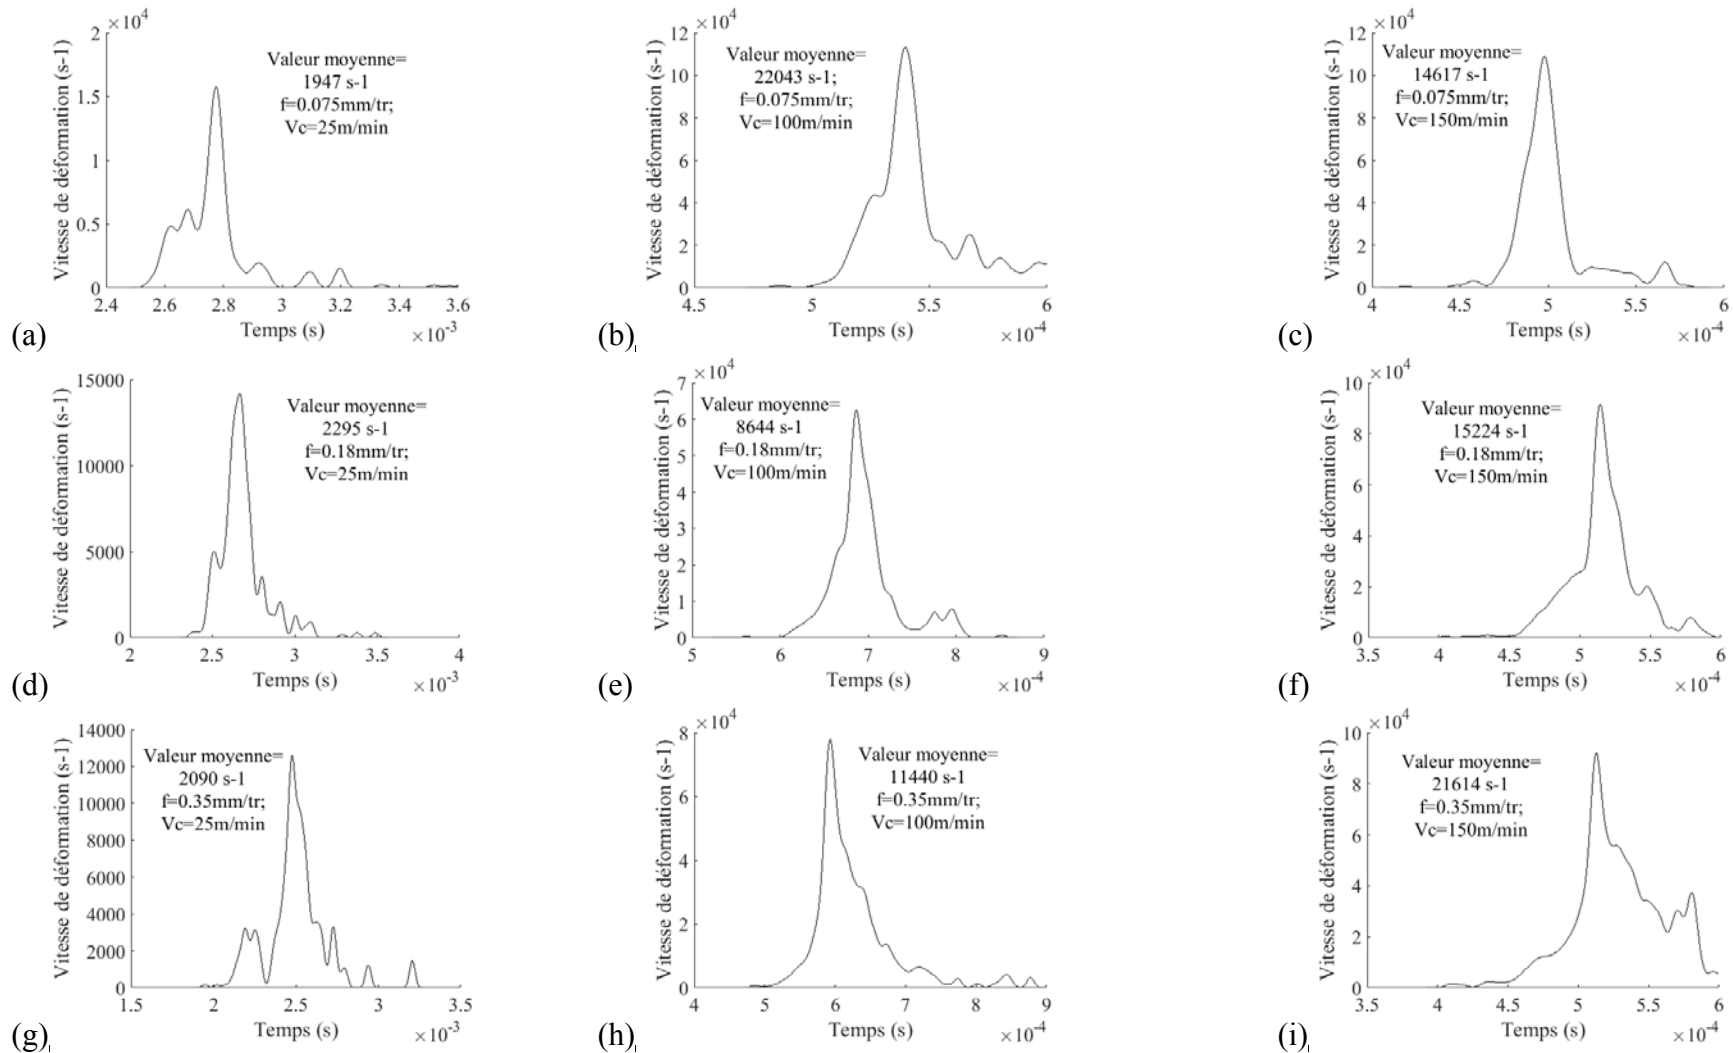 ×10⁴
2
1.5
1
0.5
0
Vitesse de déformation (s-1)
Valeur moyenne=
1947 s-1
f=0.075mm/tr;
Vc=25m/min
2.4 2.6 2.8 3 3.2 3.4 3.6
Temps (s)
×10⁻³
(a)
×10⁴
12
10
8
6
4
2
0
Vitesse de déformation (s-1)
Valeur moyenne=
22043 s-1;
f=0.075mm/tr;
Vc=100m/min
4.5 5 5.5 6
Temps (s)
×10⁻⁴
(b)
×10⁴
12
10
8
6
4
2
0
Vitesse de déformation (s-1)
Valeur moyenne=
14617 s-1
f=0.075mm/tr;
Vc=150m/min
4 4.5 5 5.5 6
Temps (s)
×10⁻⁴
(c)
15000
10000
5000
0
Vitesse de déformation (s-1)
Valeur moyenne=
2295 s-1
f=0.18mm/tr;
Vc=25m/min
2 2.5 3 3.5 4
Temps (s)
×10⁻³
(d)
×10⁴
7
6
5
4
3
2
1
0
Vitesse de déformation (s-1)
Valeur moyenne=
8644 s-1
f=0.18mm/tr;
Vc=100m/min
5 6 7 8 9
Temps (s)
×10⁻⁴
(e)
×10⁴
10
8
6
4
2
0
Vitesse de déformation (s-1)
Valeur moyenne=
15224 s-1
f=0.18mm/tr;
Vc=150m/min
3.5 4 4.5 5 5.5 6
Temps (s)
×10⁻⁴
(f)
14000
12000
10000
8000
6000
4000
2000
0
Vitesse de déformation (s-1)
Valeur moyenne=
2090 s-1
f=0.35mm/tr;
Vc=25m/min
1.5 2 2.5 3 3.5
Temps (s)
×10⁻³
(g)
×10⁴
8
6
4
2
0
Vitesse de déformation (s-1)
Valeur moyenne=
11440 s-1
f=0.35mm/tr;
Vc=100m/min
4 5 6 7 8 9
Temps (s)
×10⁻⁴
(h)
×10⁴
10
8
6
4
2
0
Vitesse de déformation (s-1)
Valeur moyenne=
21614 s-1
f=0.35mm/tr;
Vc=150m/min
3.5 4 4.5 5 5.5 6
Temps (s)
×10⁻⁴
(i)